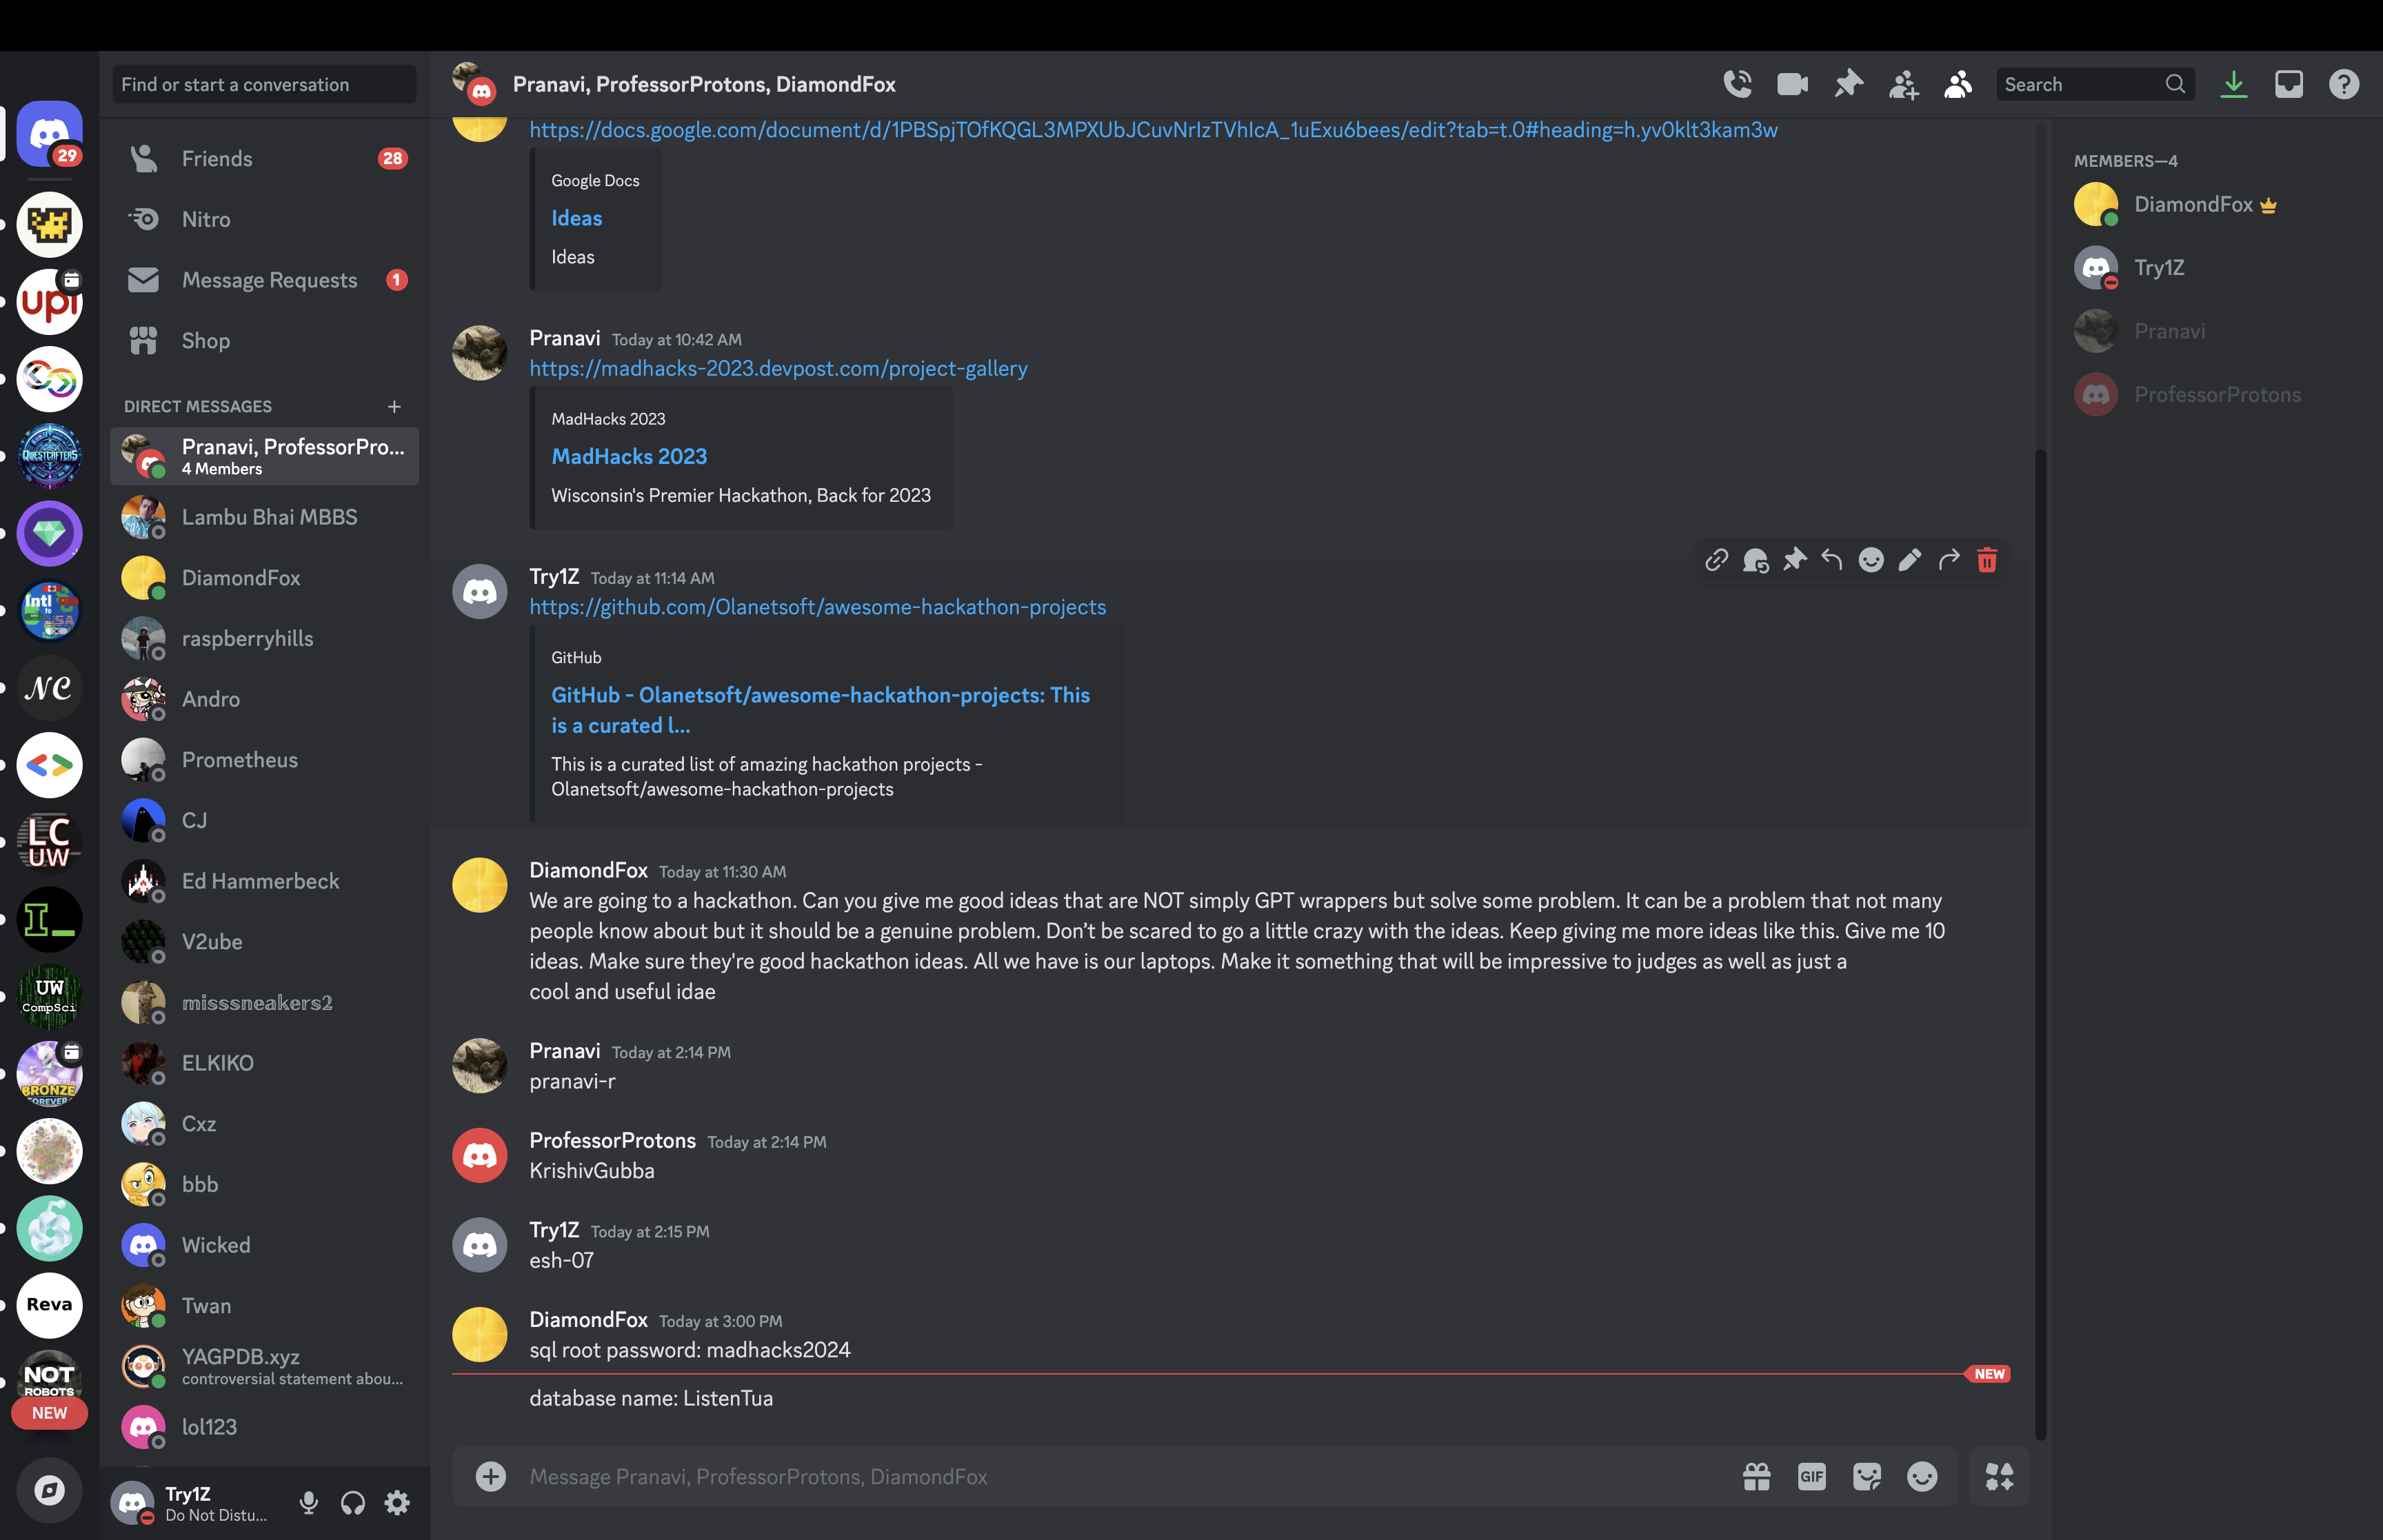 Find or start a conversation
29
Friends
28
Nitro
Message Requests
1
Shop
DIRECT MESSAGES
Pranavi, ProfessorPro...
4 Members
Lambu Bhai MBBS
DiamondFox
raspberryhills
Andro
Prometheus
CJ
Ed Hammerbeck
V2ube
misssneakers2
ELKIKO
Cxz
bbb
Wicked
Twan
YAGPDB.xyz
controversial statement abou...
lol123
Try1Z
Do Not Distu...
upl
QUESTCAFTERS
Intl
to
USA
NC
LC
UW
I_
UW
CompSci
BRONZE
FOREVER
Reva
NOT
ROBOTS
NEW
Pranavi, ProfessorProtons, DiamondFox
Search
https://docs.google.com/document/d/1PBSpjTOfKQGL3MPXUbJCuvNrIzTVhIcA_1uExu6bees/edit?tab=t.0#heading=h.yv0klt3kam3w
Google Docs
Ideas
Ideas
Pranavi Today at 10:42 AM
https://madhacks-2023.devpost.com/project-gallery
MadHacks 2023
MadHacks 2023
Wisconsin's Premier Hackathon, Back for 2023
Try1Z Today at 11:14 AM
https://github.com/Olanetsoft/awesome-hackathon-projects
GitHub
GitHub - Olanetsoft/awesome-hackathon-projects: This
is a curated l...
This is a curated list of amazing hackathon projects -
Olanetsoft/awesome-hackathon-projects
DiamondFox Today at 11:30 AM
We are going to a hackathon. Can you give me good ideas that are NOT simply GPT wrappers but solve some problem. It can be a problem that not many
people know about but it should be a genuine problem. Don’t be scared to go a little crazy with the ideas. Keep giving me more ideas like this. Give me 10
ideas. Make sure they're good hackathon ideas. All we have is our laptops. Make it something that will be impressive to judges as well as just a
cool and useful idae
Pranavi Today at 2:14 PM
pranavi-r
ProfessorProtons Today at 2:14 PM
KrishivGubba
Try1Z Today at 2:15 PM
esh-07
DiamondFox Today at 3:00 PM
sql root password: madhacks2024
NEW
database name: ListenTua
Message Pranavi, ProfessorProtons, DiamondFox
GIF
MEMBERS—4
DiamondFox
Try1Z
Pranavi
ProfessorProtons